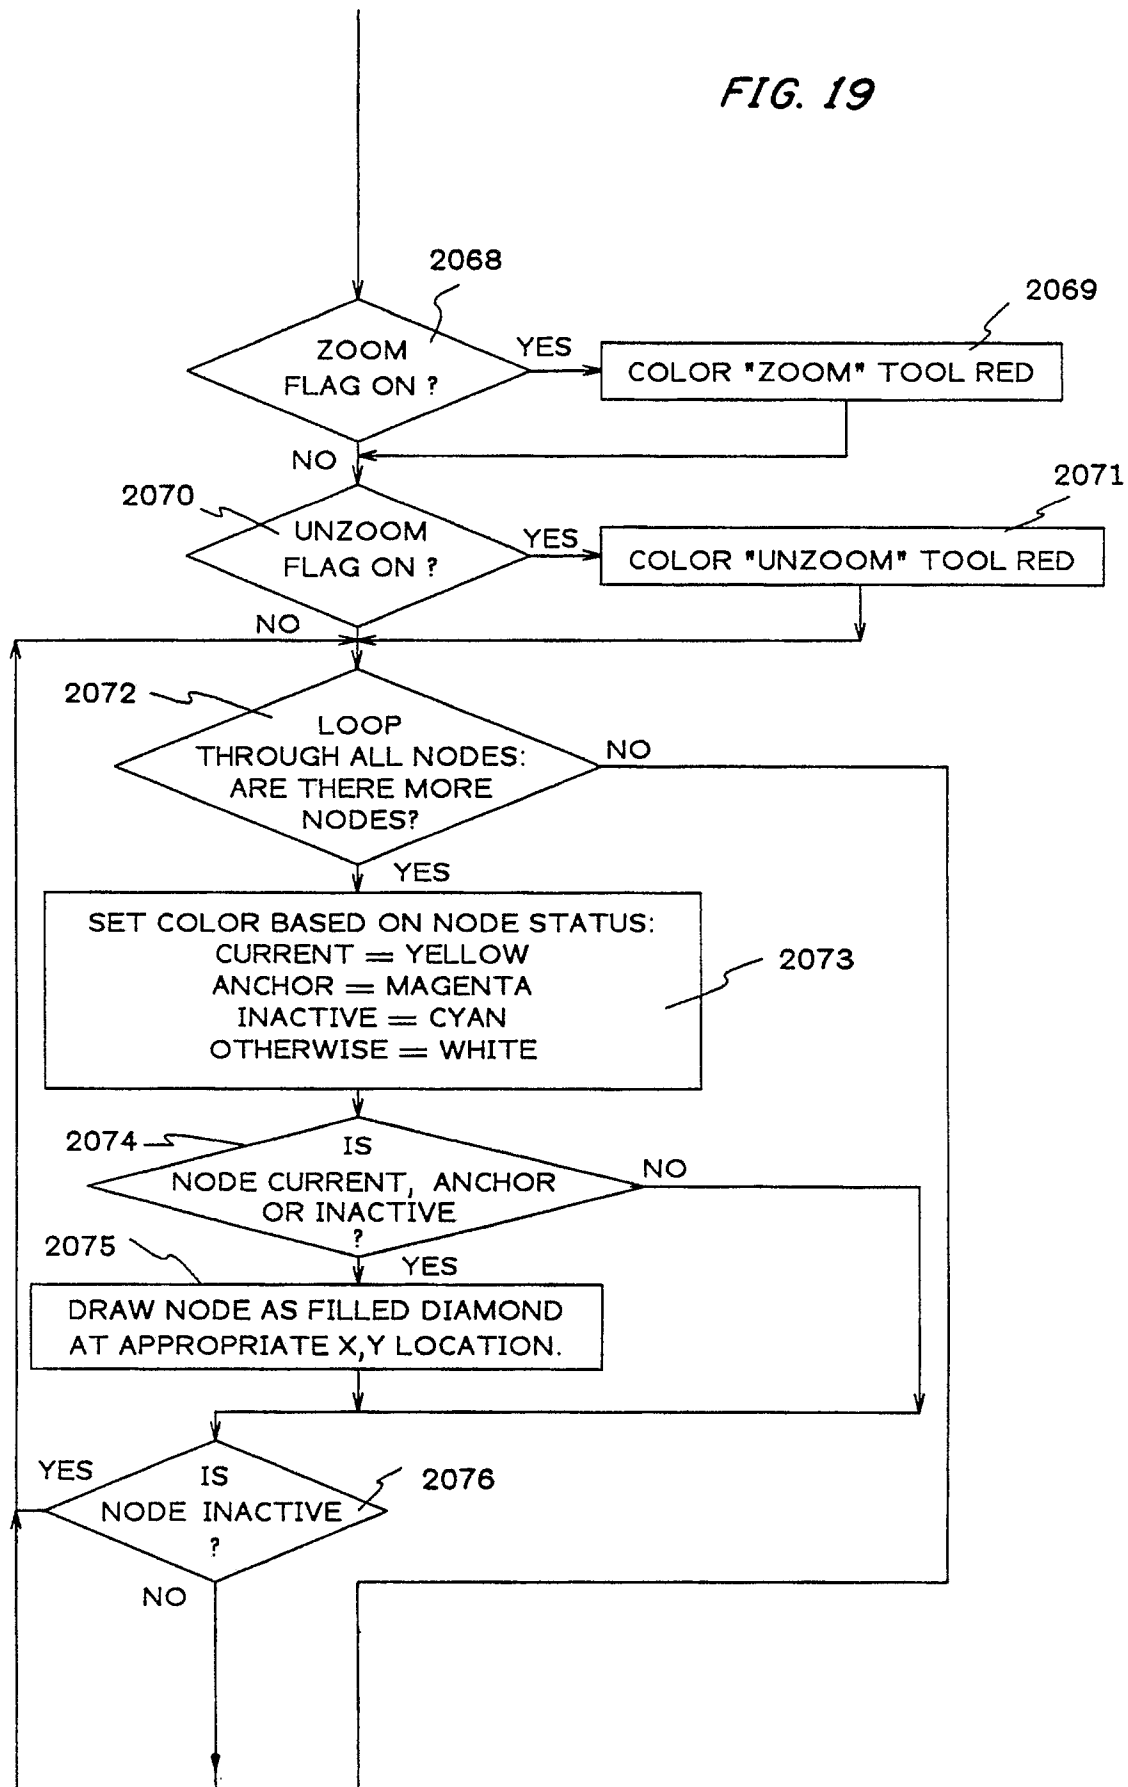 FIG. 19
2068
2069
ZOOM
FLAG ON ?
YES
COLOR "ZOOM" TOOL RED
NO
2070
2071
UNZOOM
FLAG ON ?
YES
COLOR "UNZOOM" TOOL RED
NO
2072
LOOP
THROUGH ALL NODES:
ARE THERE MORE
NODES?
NO
YES
SET COLOR BASED ON NODE STATUS:
CURRENT = YELLOW
ANCHOR = MAGENTA
INACTIVE = CYAN
OTHERWISE = WHITE
2073
2074
IS
NODE CURRENT, ANCHOR
OR INACTIVE
?
NO
YES
2075
DRAW NODE AS FILLED DIAMOND
AT APPROPRIATE X,Y LOCATION.
YES
IS
NODE INACTIVE
?
2076
NO